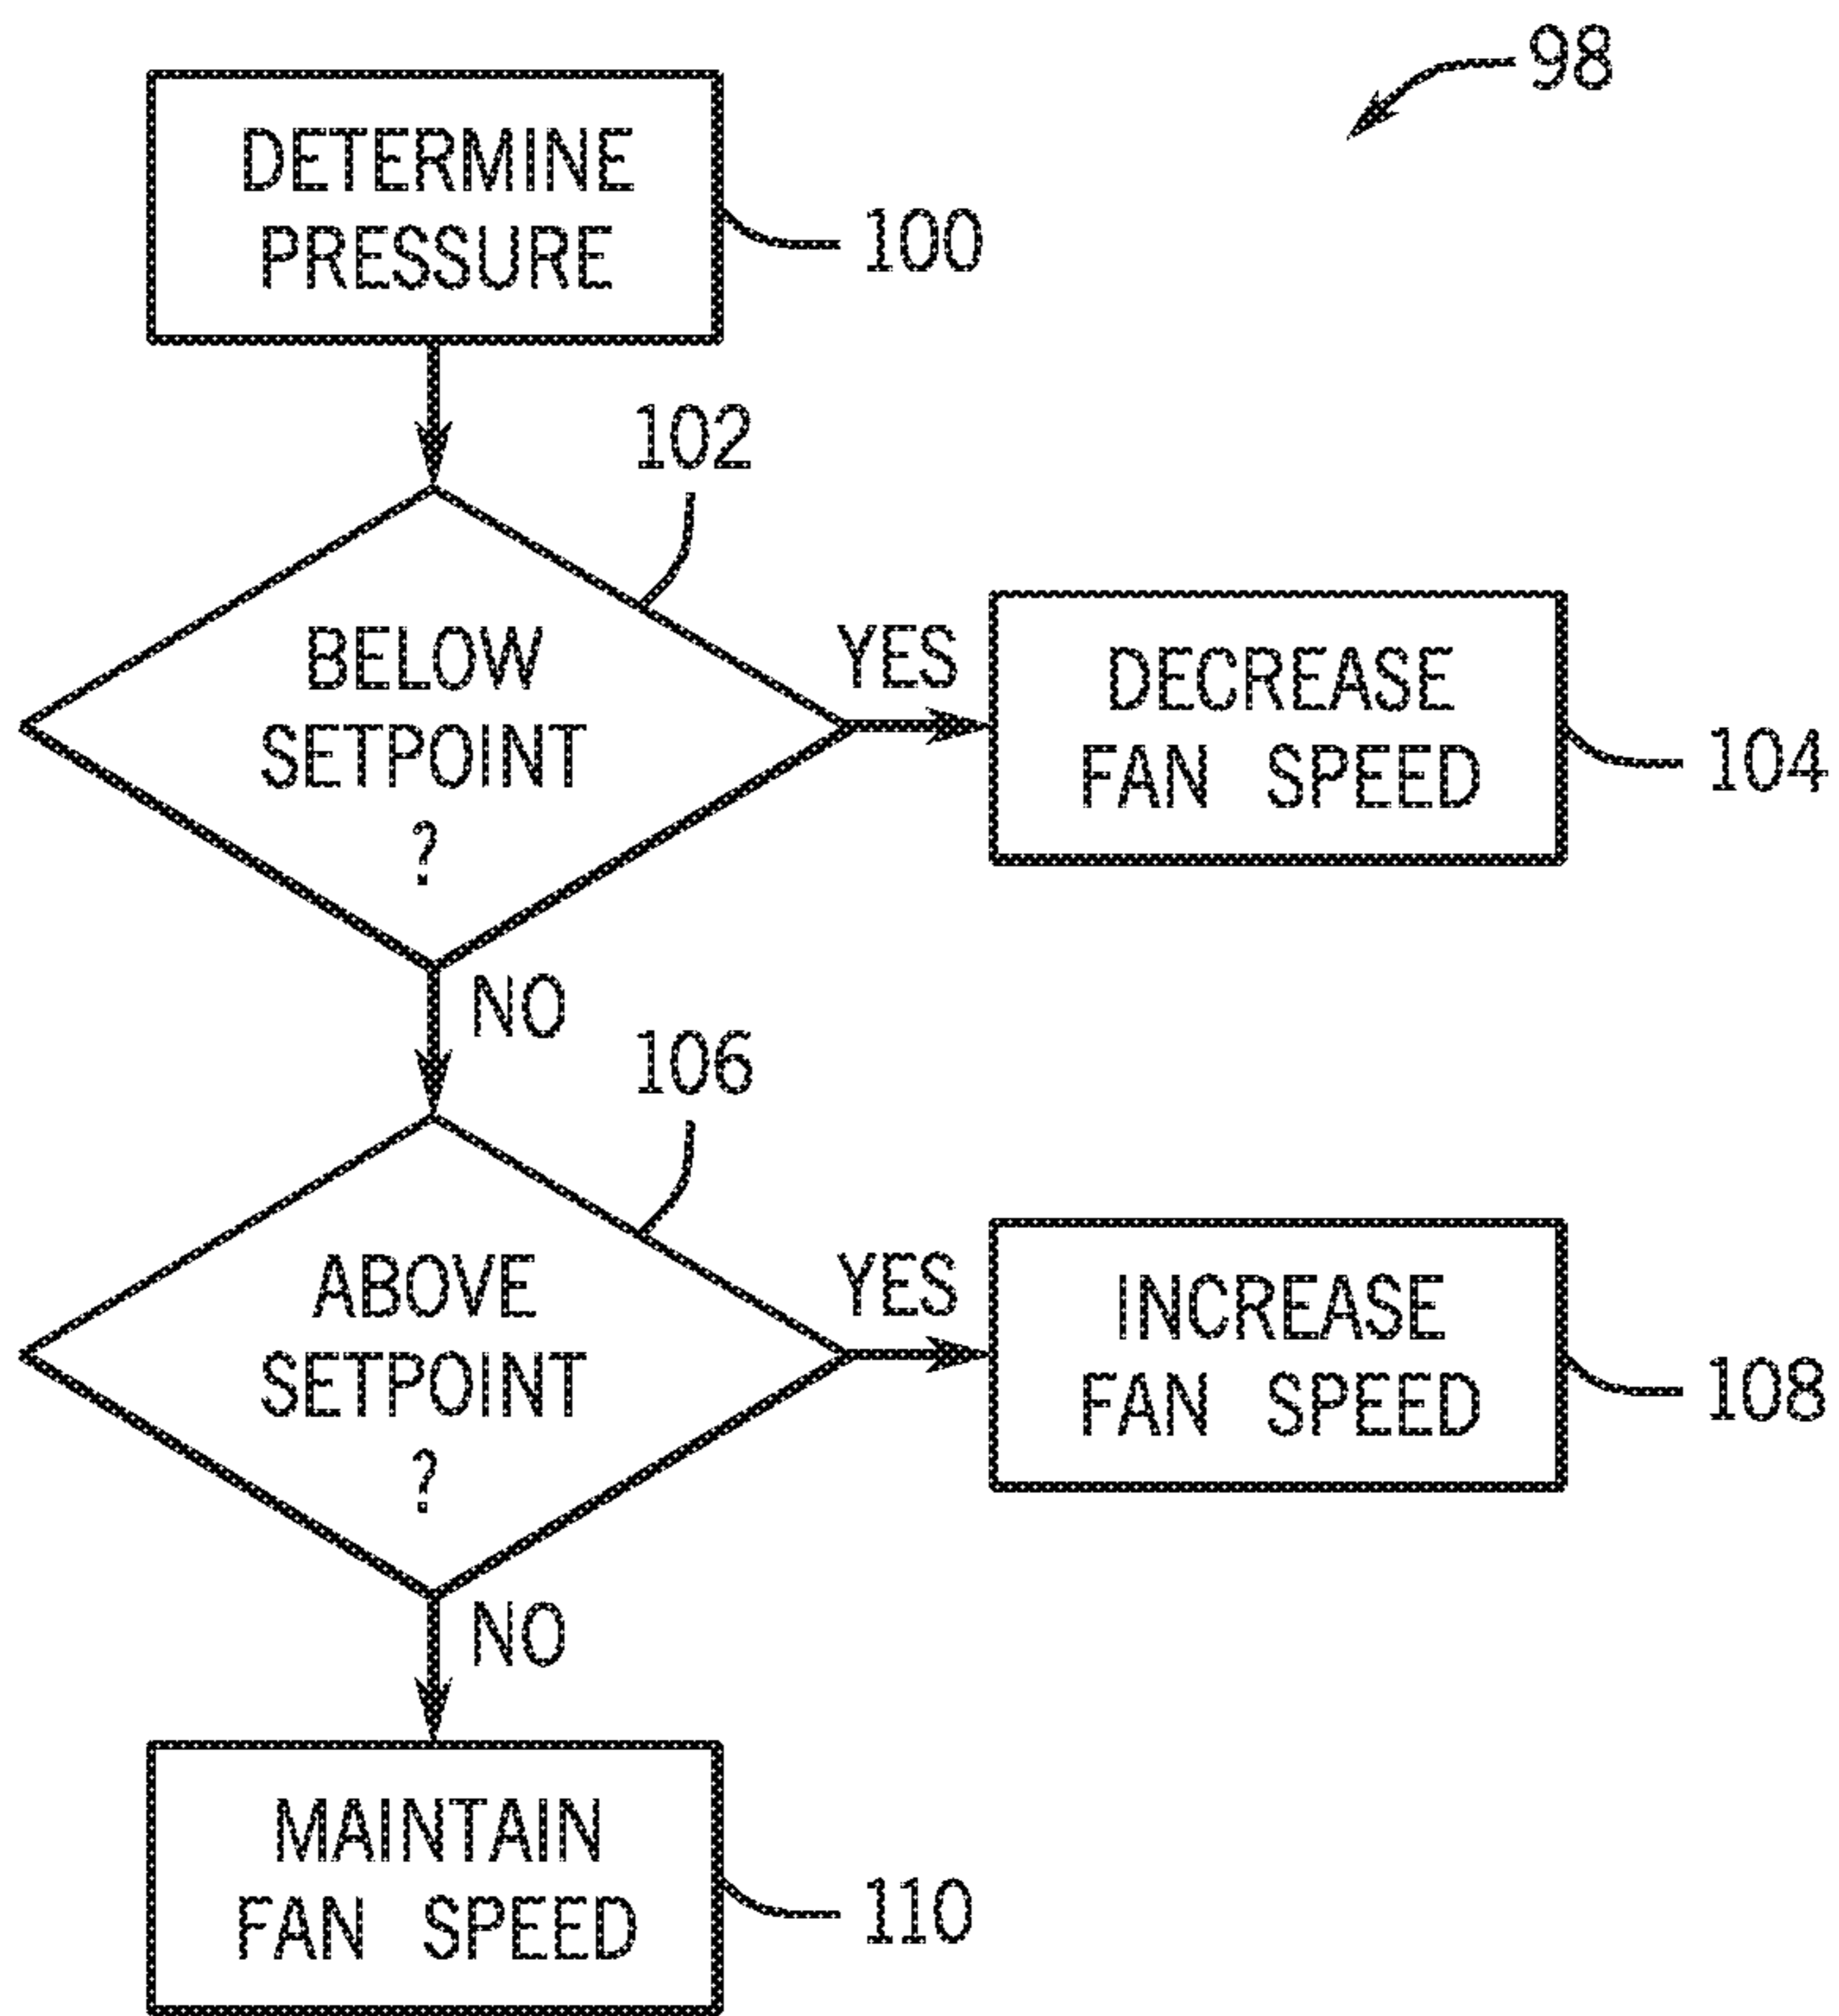 98
DETERMINE
PRESSURE
100
102
BELOW
SETPOINT
?
YES
DECREASE
FAN SPEED
104
NO
106
ABOVE
SETPOINT
?
YES
INCREASE
FAN SPEED
108
NO
MAINTAIN
FAN SPEED
110